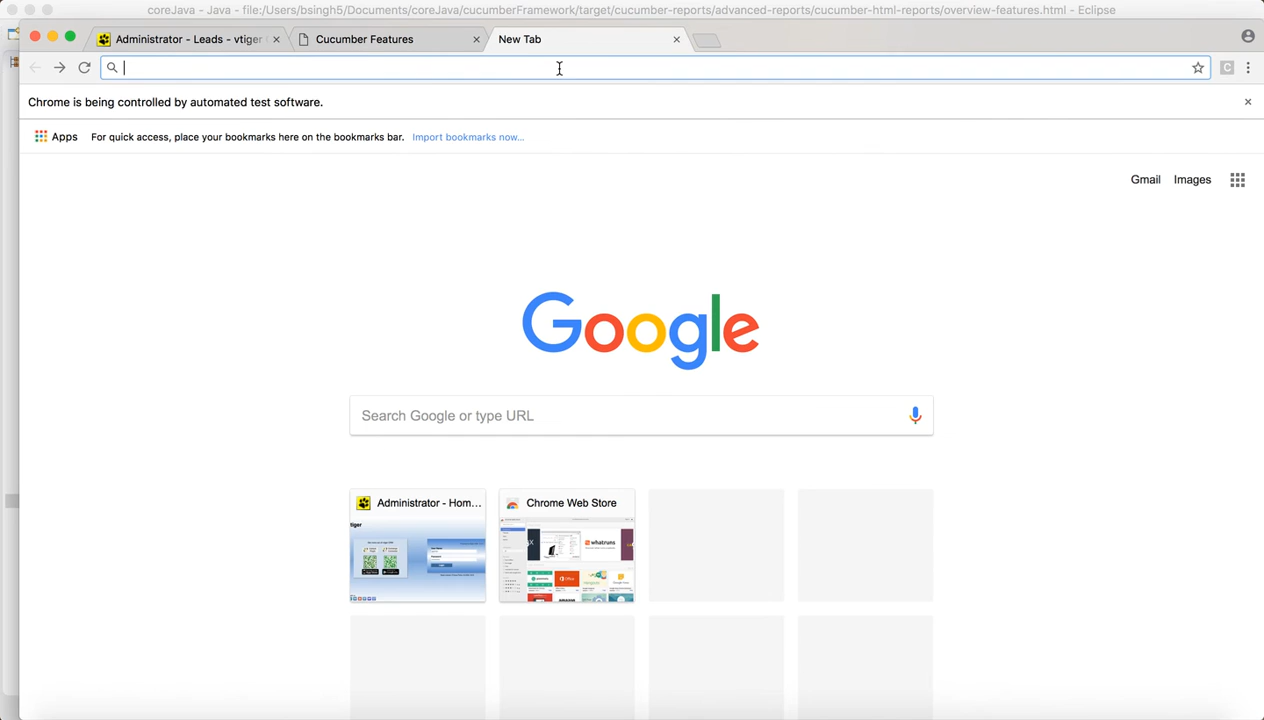 coreJava - Java - file:/Users/bsingh5/Documents/coreJava/cucumberFramework/target/cucumber-reports/advanced-reports/cucumber-html-reports/overview-features.html - Eclipse
Administrator - Leads - vtiger
Cucumber Features
New Tab
Chrome is being controlled by automated test software.
Apps
For quick access, place your bookmarks here on the bookmarks bar.
Import bookmarks now...
Gmail
Images
Google
Search Google or type URL
Administrator - Hom...
Chrome Web Store
tiger
whatruns